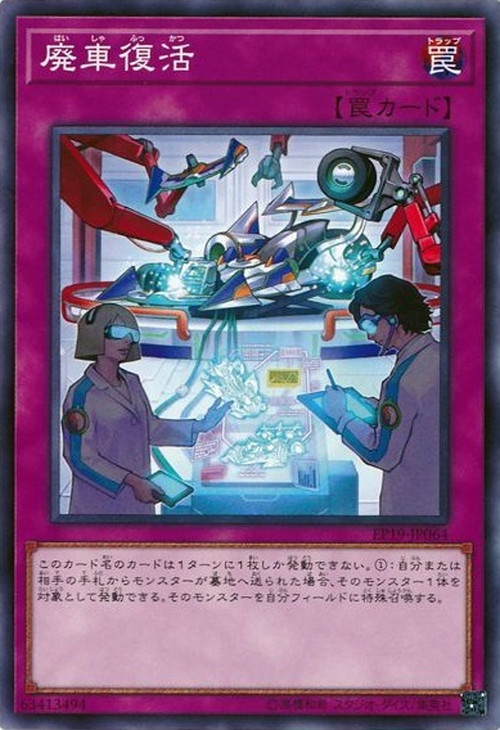 廃車復活
罠
【罠カード】
EP19-JP064
このカード名のカードは１ターンに１枚しか発動できない。①：自分または
相手の手札からモンスターが墓地へ送られた場合、そのモンスター１体を
対象として発動できる。そのモンスターを自分フィールドに特殊召喚する。
63413494
©高橋和希 スタジオ・ダイス/集英社